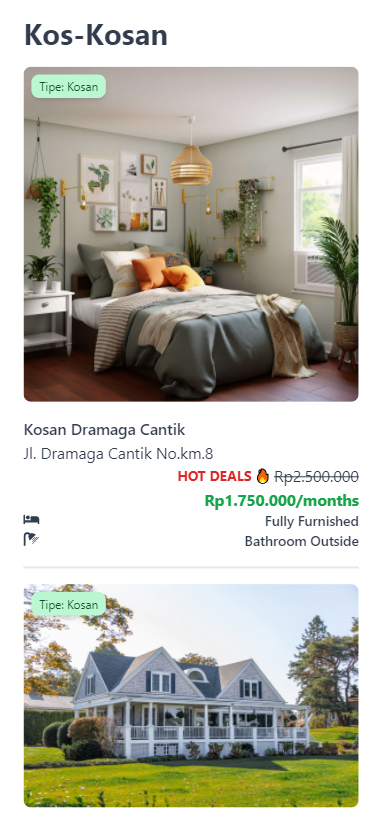 Kos-Kosan
Tipe: Kosan
Kosan Dramaga Cantik
Jl. Dramaga Cantik No.km.8
HOT DEALS 🔥 Rp2.500.000
Rp1.750.000/months
Fully Furnished
Bathroom Outside
Tipe: Kosan